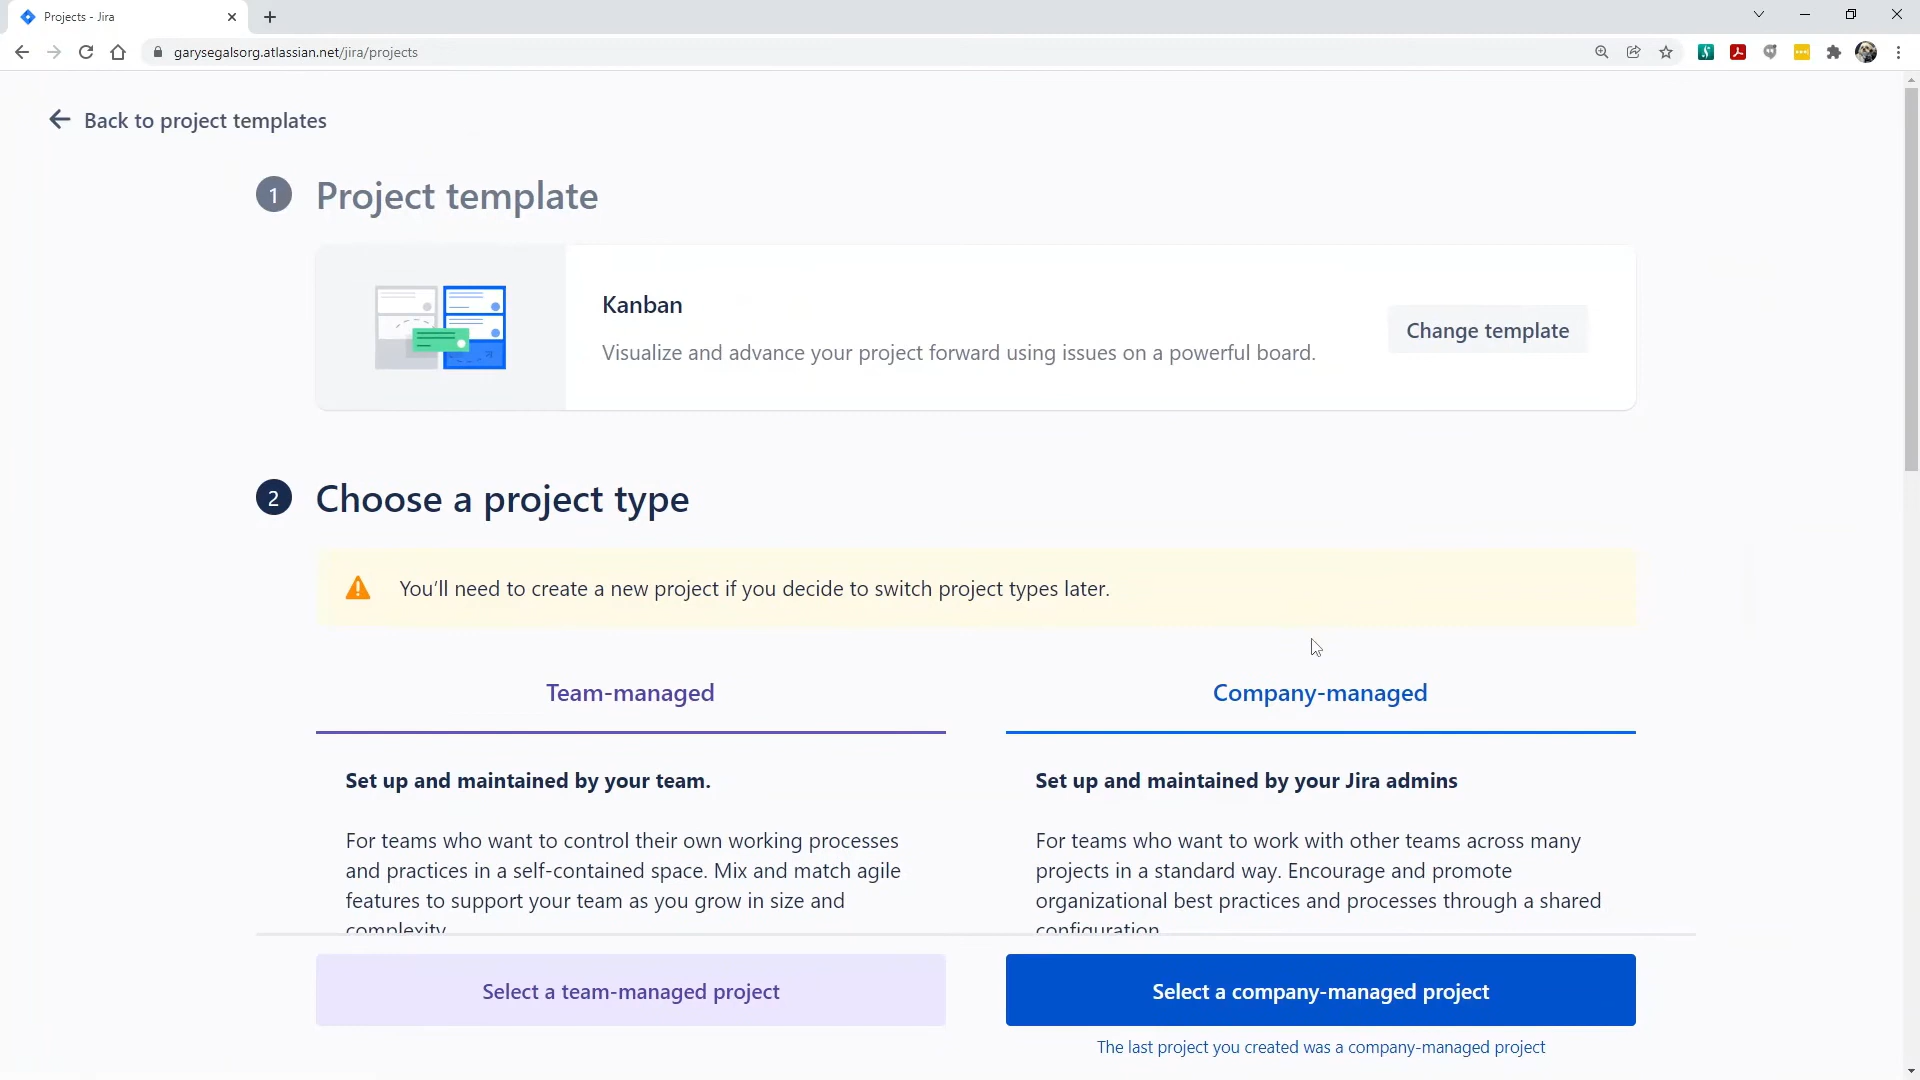 Projects - Jira
garysegalsorg.atlassian.net/jira/projects
Back to project templates
1 Project template
Kanban
Visualize and advance your project forward using issues on a powerful board.
Change template
2 Choose a project type
You'll need to create a new project if you decide to switch project types later.
Team-managed
Set up and maintained by your team.
For teams who want to control their own working processes
and practices in a self-contained space. Mix and match agile
features to support your team as you grow in size and
complexity.
Select a team-managed project
Company-managed
Set up and maintained by your Jira admins
For teams who want to work with other teams across many
projects in a standard way. Encourage and promote
organizational best practices and processes through a shared
configuration.
Select a company-managed project
The last project you created was a company-managed project